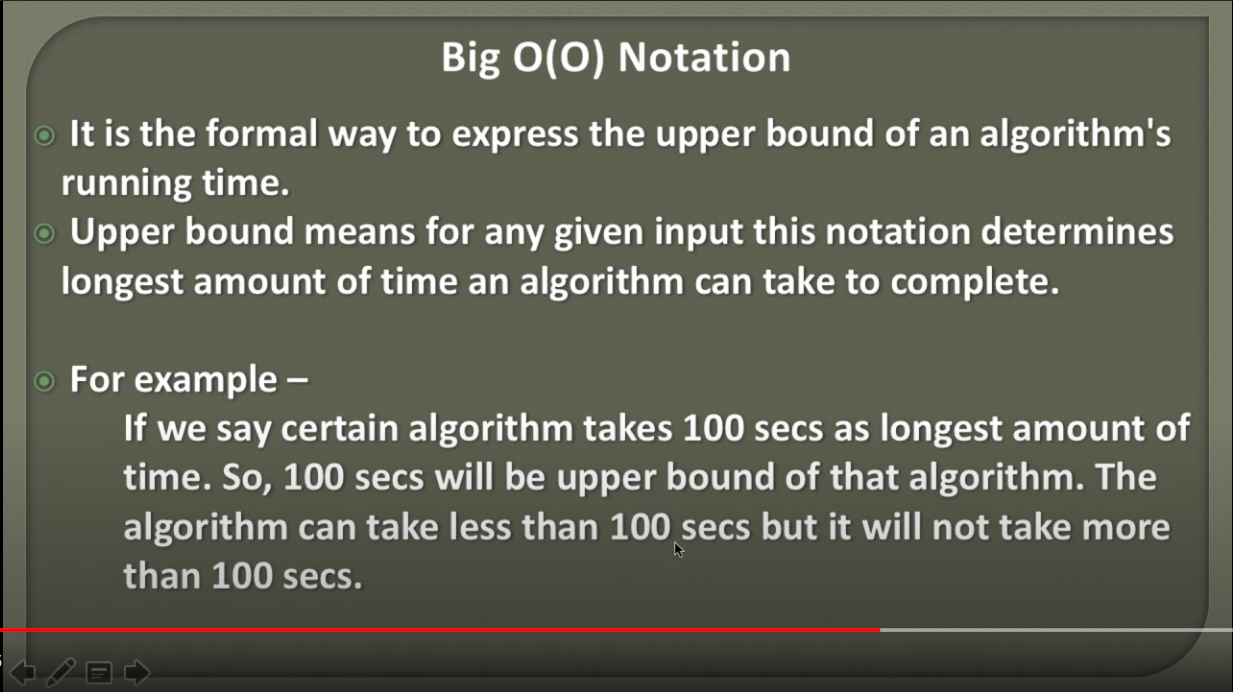 Big O(O) Notation
It is the formal way to express the upper bound of an algorithm's
running time.
Upper bound means for any given input this notation determines
longest amount of time an algorithm can take to complete.
For example –
If we say certain algorithm takes 100 secs as longest amount of
time. So, 100 secs will be upper bound of that algorithm. The
algorithm can take less than 100 secs but it will not take more
than 100 secs.